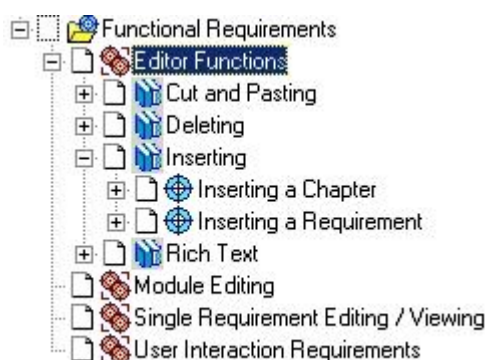 Functional Requirements
Editor Functions
Cut and Pasting
Deleting
Inserting
Inserting a Chapter
Inserting a Requirement
Rich Text
Module Editing
Single Requirement Editing / Viewing
User Interaction Requirements